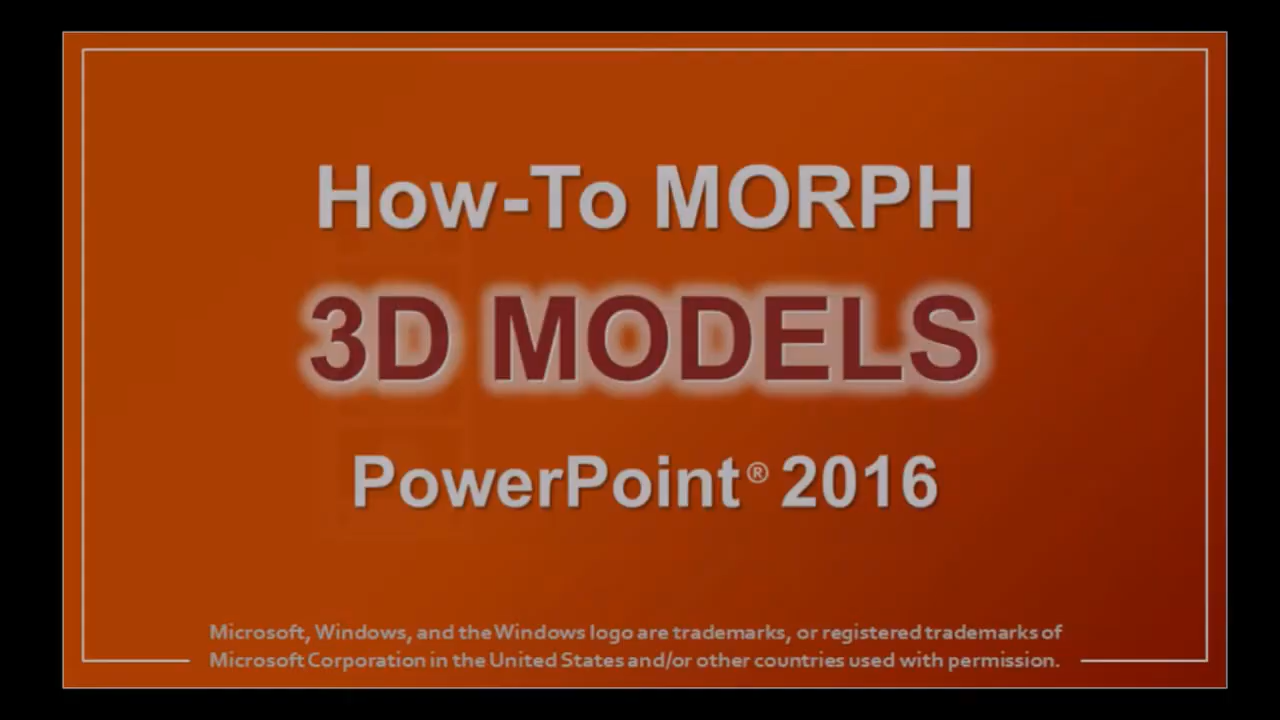 How-To MORPH
3D MODELS
PowerPoint® 2016
Microsoft, Windows, and the Windows logo are trademarks, or registered trademarks of
Microsoft Corporation in the United States and/or other countries used with permission.